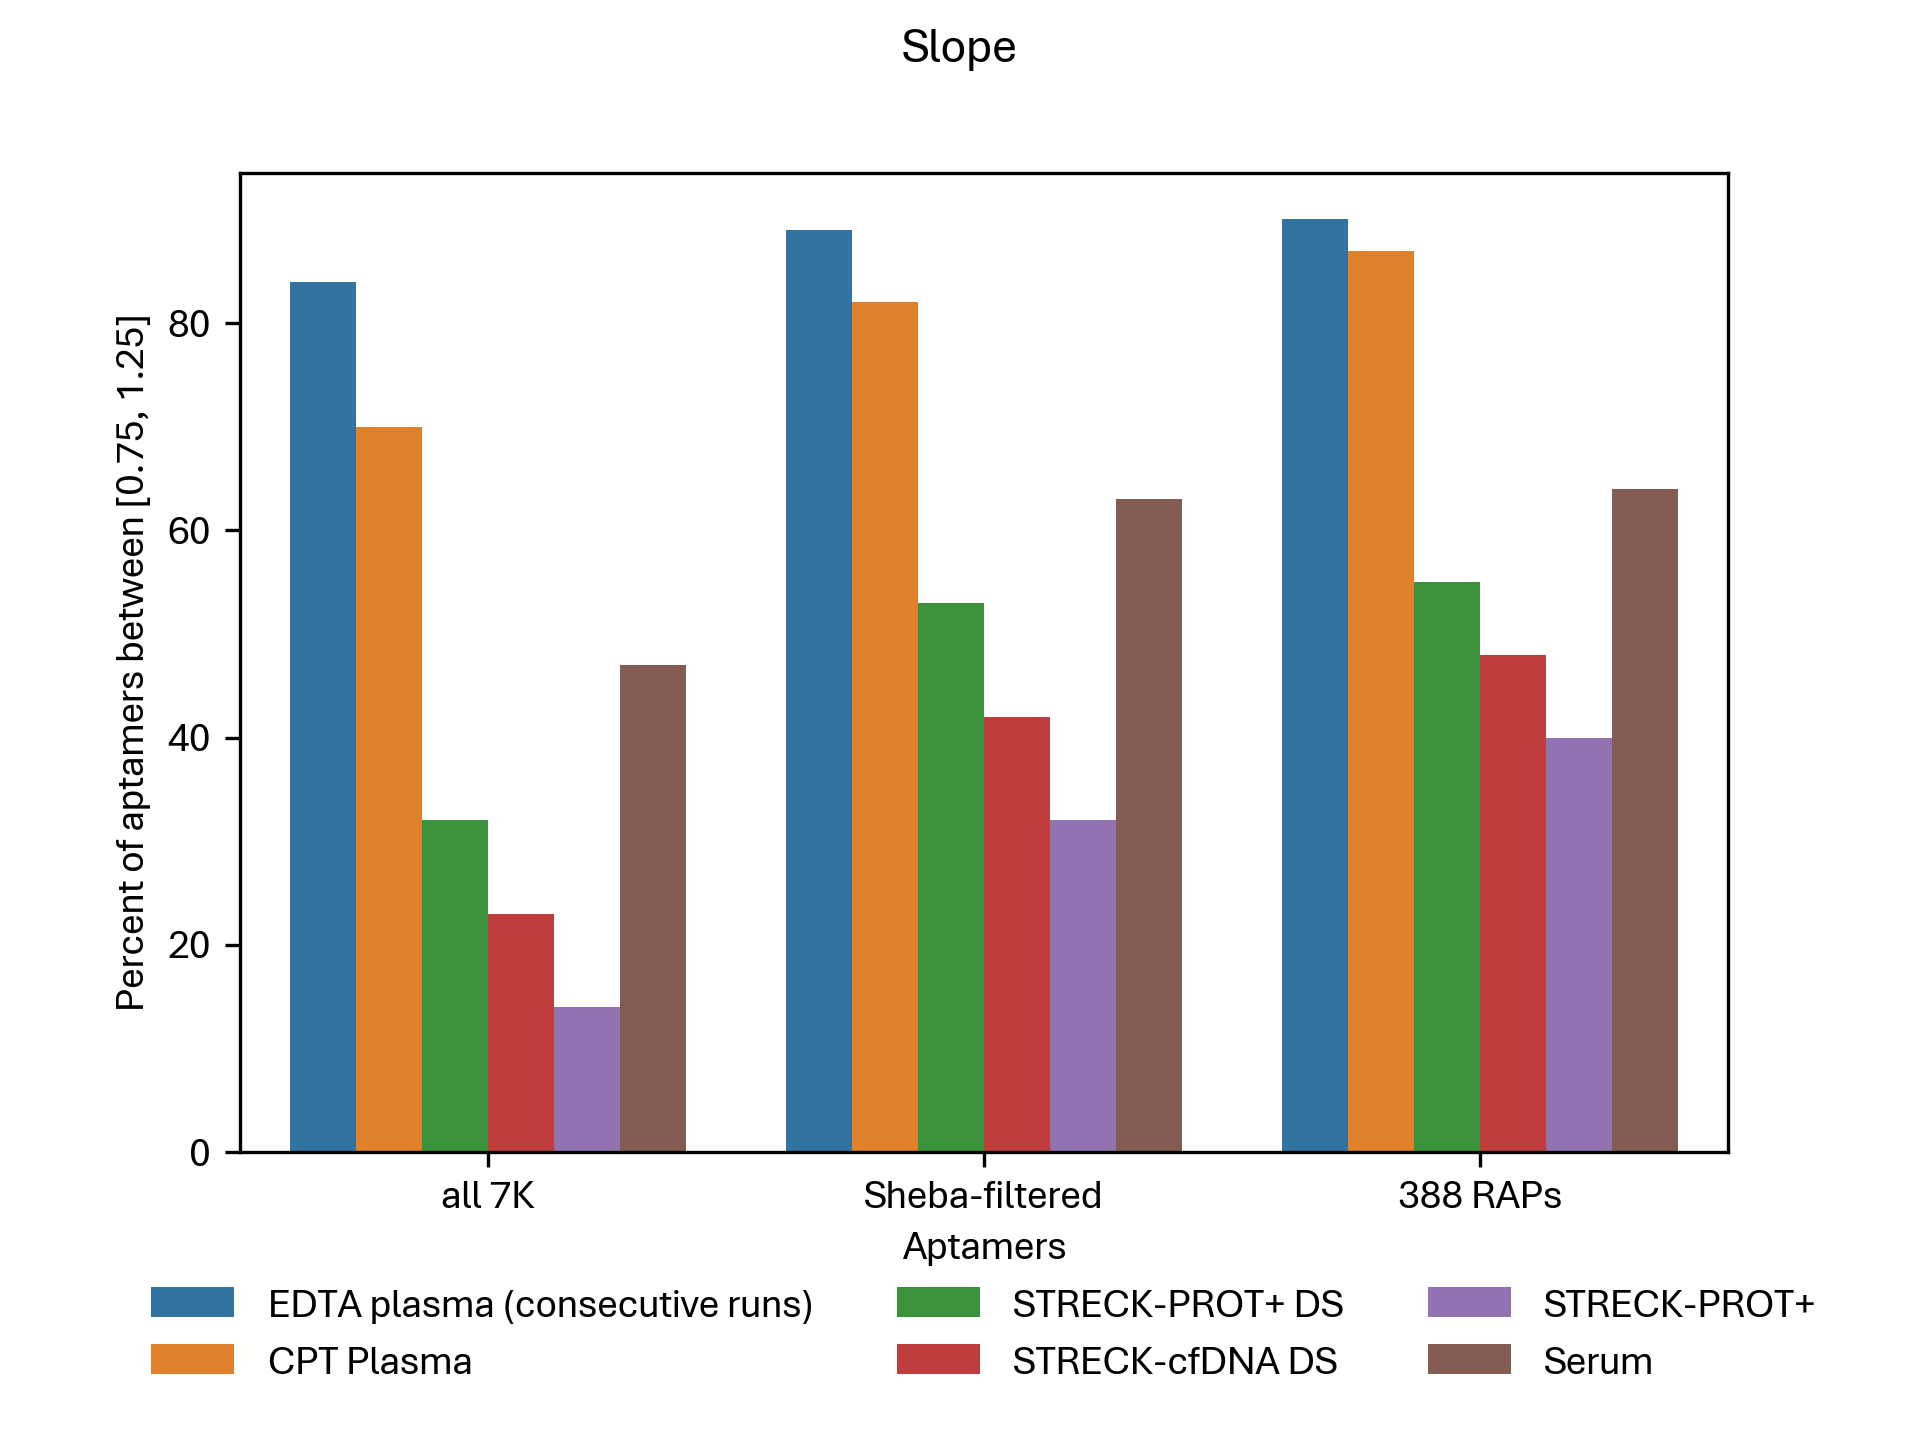 Slope
Percent of aptamers between [0.75, 1.25]
80
60
40
20
0
all 7K
Sheba-filtered
388 RAPs
Aptamers
EDTA plasma (consecutive runs)
CPT Plasma
STRECK-PROT+ DS
STRECK-cfDNA DS
STRECK-PROT+
Serum